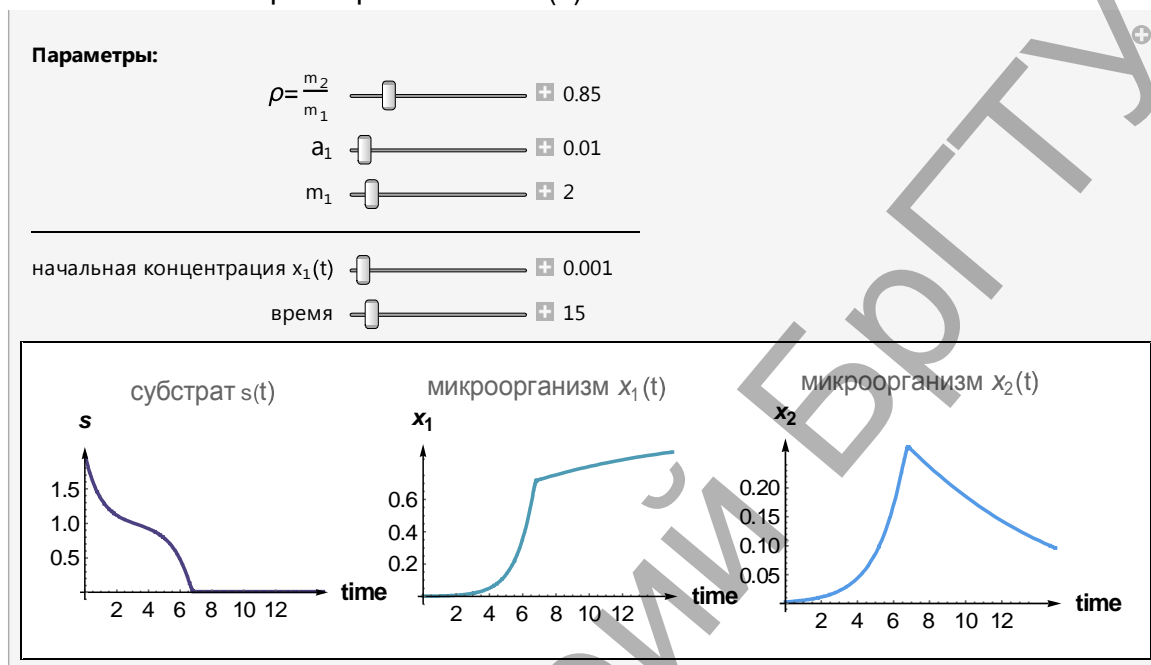 Параметры:
ρ=m2/m1 0.85
a1 0.01
m1 2
начальная концентрация x1(t) 0.001
время 15
субстрат s(t)
s
1.5
1.0
0.5
2 4 6 8 10 12
time
микроорганизм x1(t)
x1
0.6
0.4
0.2
2 4 6 8 10 12
time
микроорганизм x2(t)
x2
0.20
0.15
0.10
0.05
2 4 6 8 10 12
time
БрГТУ